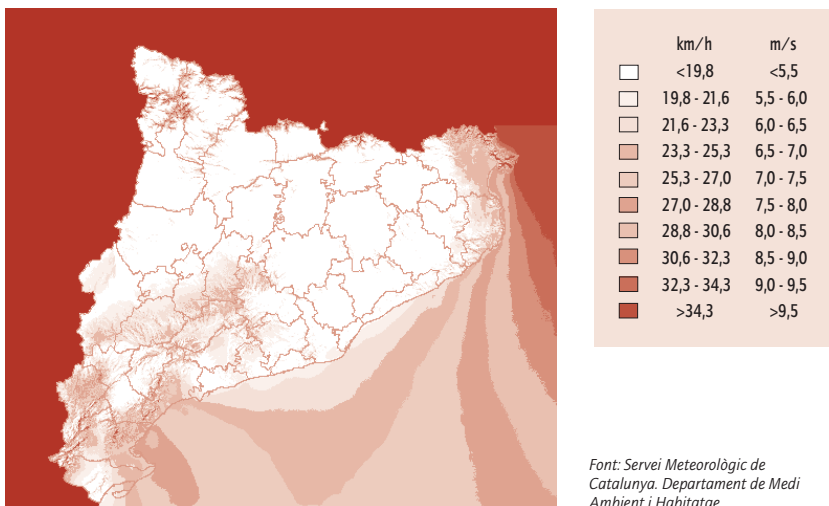 km/h m/s
<19,8 <5,5
19,8 - 21,6 5,5 - 6,0
21,6 - 23,3 6,0 - 6,5
23,3 - 25,3 6,5 - 7,0
25,3 - 27,0 7,0 - 7,5
27,0 - 28,8 7,5 - 8,0
28,8 - 30,6 8,0 - 8,5
30,6 - 32,3 8,5 - 9,0
32,3 - 34,3 9,0 - 9,5
>34,3 >9,5
Font: Servei Meteorològic de
Catalunya. Departament de Medi
Ambient i Habitatge